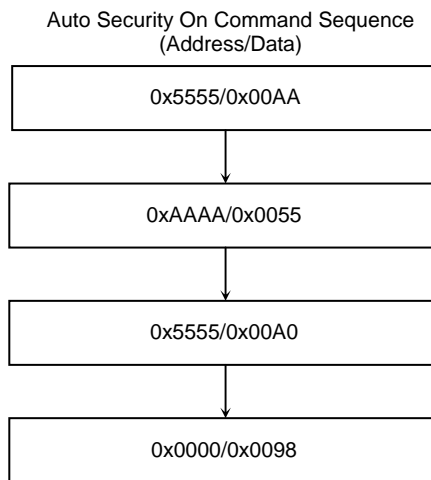 Auto Security On Command Sequence
(Address/Data)
0x5555/0x00AA
0xAAAA/0x0055
0x5555/0x00A0
0x0000/0x0098